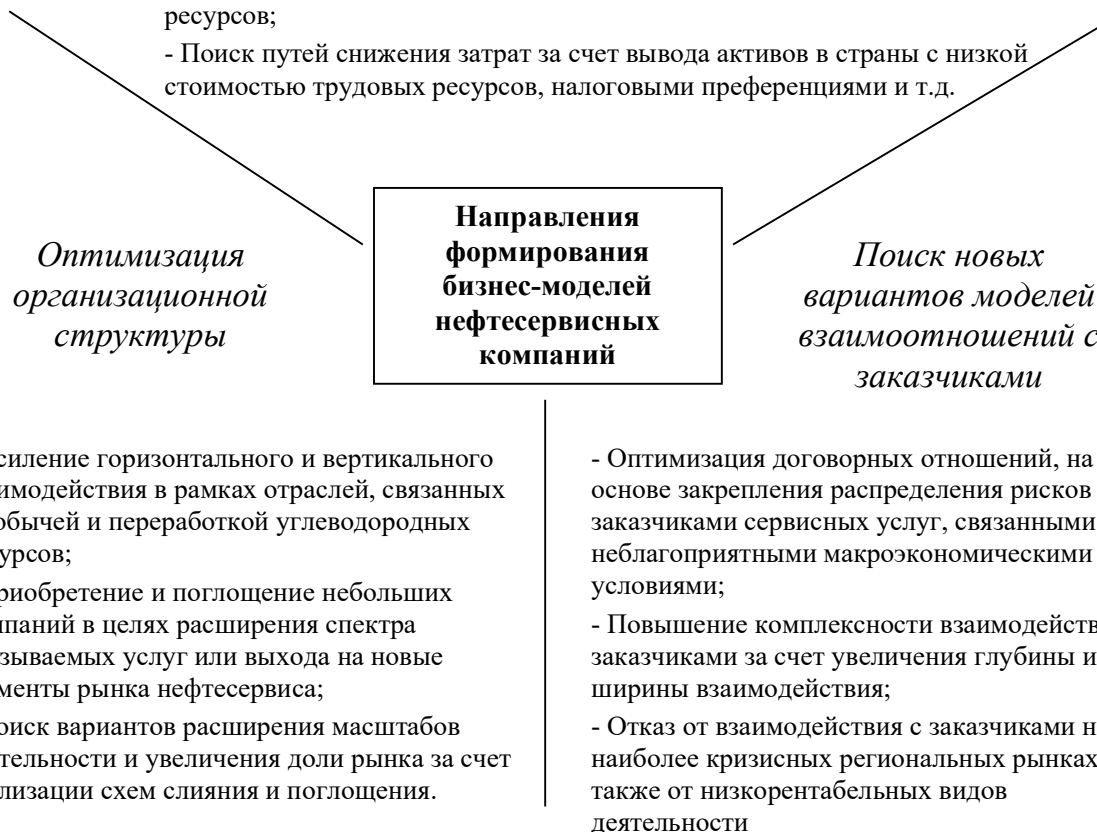 ресурсов;
- Поиск путей снижения затрат за счет вывода активов в страны с низкой
стоимостью трудовых ресурсов, налоговыми преференциями и т.д.
Направления
формирования
бизнес-моделей
нефтесервисных
компаний
Оптимизация
организационной
структуры
Поиск новых
вариантов моделей
взаимоотношений с
заказчиками
силение горизонтального и вертикального
имодействия в рамках отраслей, связанных
обычей и переработкой углеводородных
урсов;
риобретение и поглощение небольших
мпаний в целях расширения спектра
зываемых услуг или выхода на новые
менты рынка нефтесервиса;
оиск вариантов расширения масштабов
тельности и увеличения доли рынка за счет
лизации схем слияния и поглощения.
- Оптимизация договорных отношений, на
основе закрепления распределения рисков
заказчиками сервисных услуг, связанными
неблагоприятными макроэкономическими
условиями;
- Повышение комплексности взаимодейств
заказчиками за счет увеличения глубины и
ширины взаимодействия;
- Отказ от взаимодействия с заказчиками н
наиболее кризисных региональных рынках
также от низкорентабельных видов
деятельности